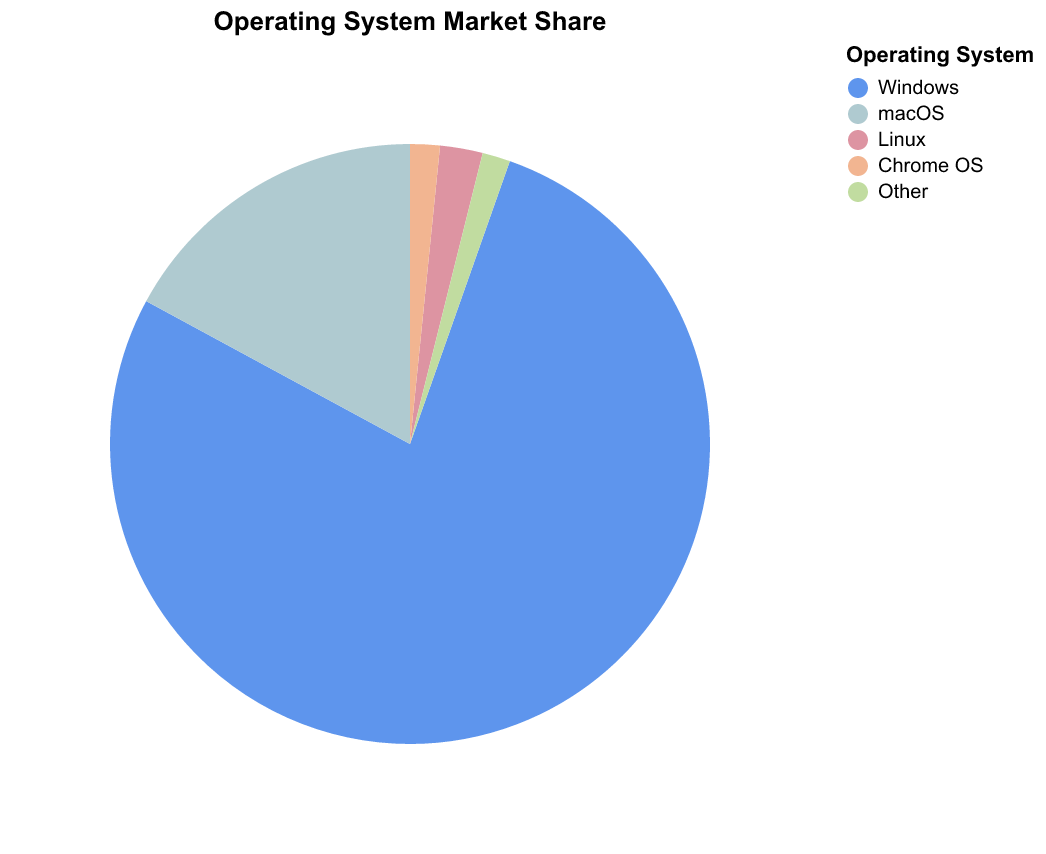 Operating System Market Share
Operating System
Windows
macOS
Linux
Chrome OS
Other